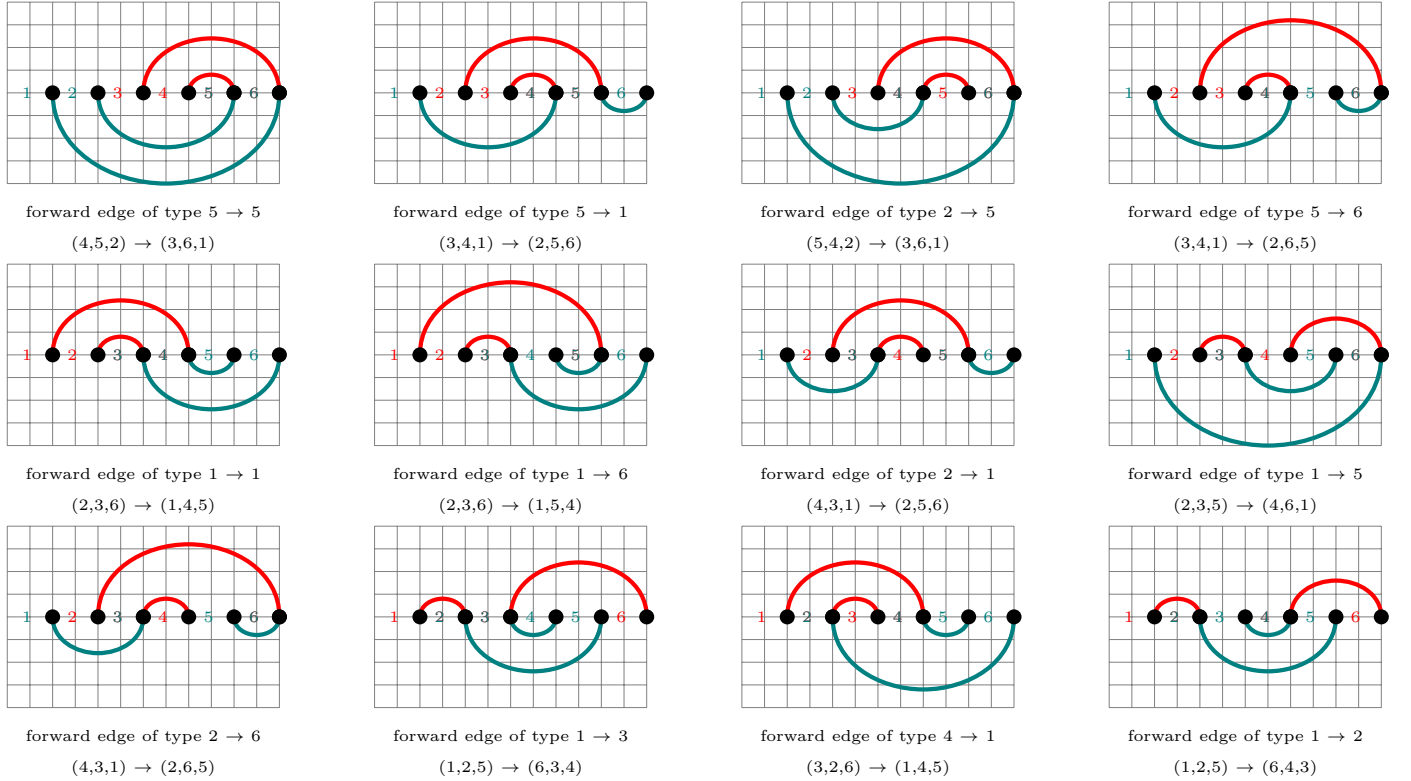 1 2 3 4 5 6 1 2 3 4 5 6 1 2 3 4 5 6 1 2 3 4 5 6
forward edge of type 5 → 5 forward edge of type 5 → 1 forward edge of type 2 → 5 forward edge of type 5 → 6
(4,5,2) → (3,6,1) (3,4,1) → (2,5,6) (5,4,2) → (3,6,1) (3,4,1) → (2,6,5)
1 2 3 4 5 6 1 2 3 4 5 6 1 2 3 4 5 6 1 2 3 4 5 6
forward edge of type 1 → 1 forward edge of type 1 → 6 forward edge of type 2 → 1 forward edge of type 1 → 5
(2,3,6) → (1,4,5) (2,3,6) → (1,5,4) (4,3,1) → (2,5,6) (2,3,5) → (4,6,1)
1 2 3 4 5 6 1 2 3 4 5 6 1 2 3 4 5 6 1 2 3 4 5 6
forward edge of type 2 → 6 forward edge of type 1 → 3 forward edge of type 4 → 1 forward edge of type 1 → 2
(4,3,1) → (2,6,5) (1,2,5) → (6,3,4) (3,2,6) → (1,4,5) (1,2,5) → (6,4,3)